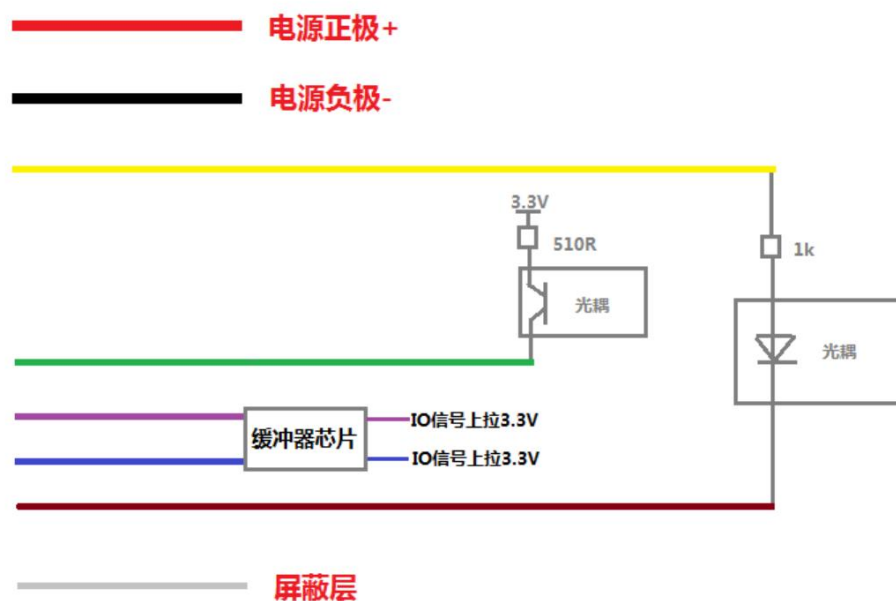 电源正极+
电源负极-
3.3V
510R
1k
光耦
光耦
IO信号上拉3.3V
缓冲器芯片
IO信号上拉3.3V
屏蔽层